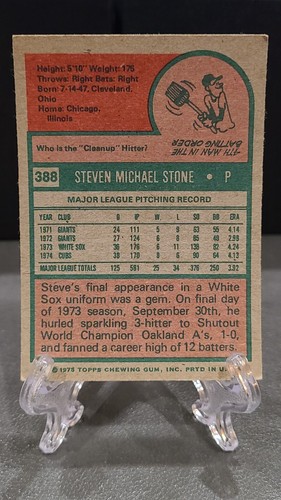 Height: 5'10" Weight: 175
Throws: Right Bats: Right
Born: 7-14-47, Cleveland,
Ohio
Home: Chicago,
Illinois
Who is the "Cleanup" Hitter?
4TH MAN IN THE
BATTING ORDER
388 STEVEN MICHAEL STONE • P
MAJOR LEAGUE PITCHING RECORD
YEAR CLUB G IP W L SO BB ERA
1971 GIANTS 24 111 5 9 63 55 4.14
1972 GIANTS 27 124 6 8 85 40 2.98
1973 WHITE SOX 36 176 6 11 138 82 4.24
1974 CUBS 38 170 8 6 90 64 4.13
MAJOR LEAGUE TOTALS 125 581 25 34 376 250 3.92
Steve's final appearance in a White
Sox uniform was a gem. On final day
of 1973 season, September 30th, he
hurled sparkling 3-hitter to Shutout
World Champion Oakland A's, 1-0,
and fanned a career high of 12 batters.
© 1975 TOPPS CHEWING GUM, INC. PRTD IN U.